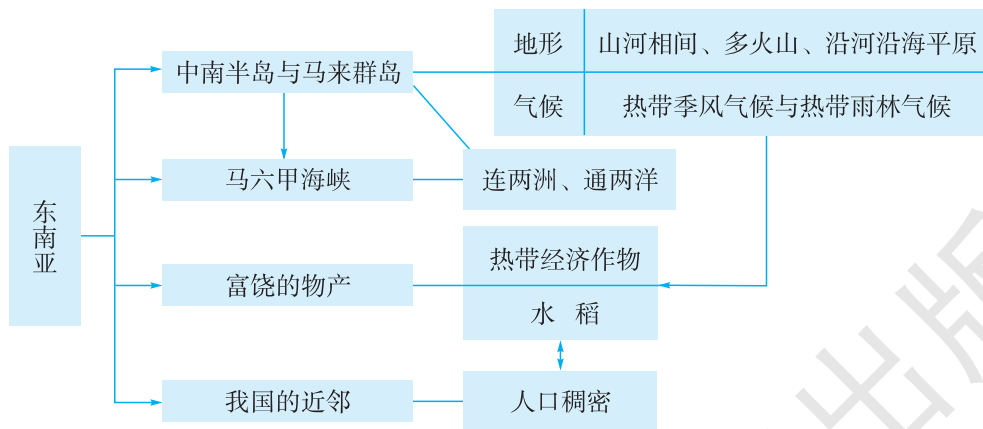 地形 山河相间、多火山、沿河沿海平原
中南半岛与马来群岛
气候 热带季风气候与热带雨林气候
马六甲海峡
连两洲、通两洋
东南亚
热带经济作物
富饶的物产
水 稻
我国的近邻
人口稠密
出版